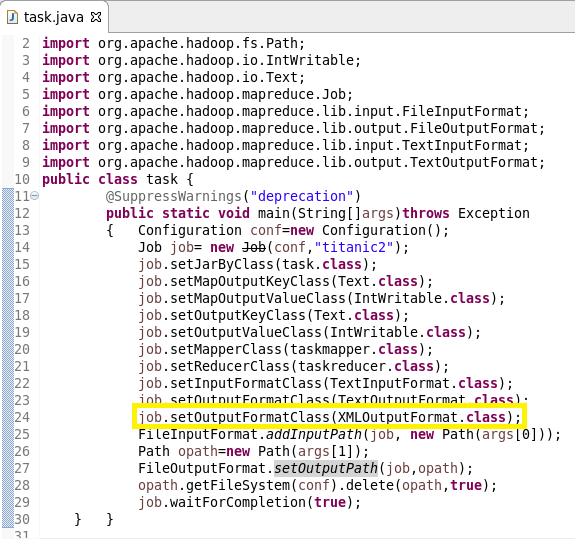 task.java
2 import org.apache.hadoop.fs.Path;
3 import org.apache.hadoop.io.IntWritable;
4 import org.apache.hadoop.io.Text;
5 import org.apache.hadoop.mapreduce.Job;
6 import org.apache.hadoop.mapreduce.lib.input.FileInputFormat;
7 import org.apache.hadoop.mapreduce.lib.output.FileOutputFormat;
8 import org.apache.hadoop.mapreduce.lib.input.TextInputFormat;
9 import org.apache.hadoop.mapreduce.lib.output.TextOutputFormat;
10 public class task {
11 @SuppressWarnings("deprecation")
12 public static void main(String[]args)throws Exception
13 { Configuration conf=new Configuration();
14 Job job= new Job(conf,"titanic2");
15 job.setJarByClass(task.class);
16 job.setMapOutputKeyClass(Text.class);
17 job.setMapOutputValueClass(IntWritable.class);
18 job.setOutputKeyClass(Text.class);
19 job.setOutputValueClass(IntWritable.class);
20 job.setMapperClass(taskmapper.class);
21 job.setReducerClass(taskreducer.class);
22 job.setInputFormatClass(TextInputFormat.class);
23 job.setOutputFormatClass(TextOutputFormat.class);
24 job.setOutputFormatClass(XMLOutputFormat.class);
25 FileInputFormat.addInputPath(job, new Path(args[0]));
26 Path opath=new Path(args[1]);
27 FileOutputFormat.setOutputPath(job,opath);
28 opath.getFileSystem(conf).delete(opath,true);
29 job.waitForCompletion(true);
30 } }
31